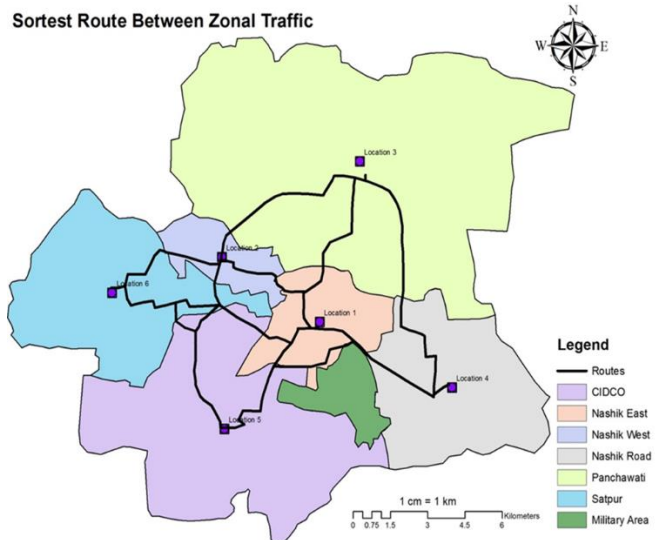 Sortest Route Between Zonal Traffic
N
W E
S
Location 3
Location 2
Location 6
Location 1
Location 4
Location 5
Legend
Routes
CIDCO
Nashik East
Nashik West
Nashik Road
Panchawati
Satpur
Military Area
1 cm = 1 km
Kilometers
0 0.75 1.5 3 4.5 6